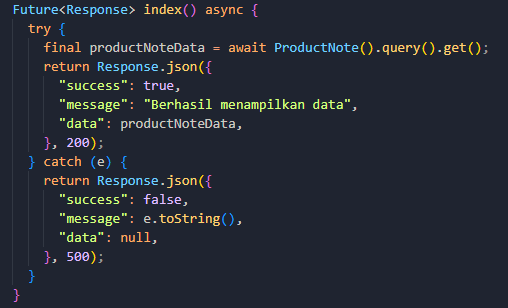 Future<Response> index() async {
  try {
    final productNoteData = await ProductNote().query().get();
    return Response.json({
      "success": true,
      "message": "Berhasil menampilkan data",
      "data": productNoteData,
    }, 200);
  } catch (e) {
    return Response.json({
      "success": false,
      "message": e.toString(),
      "data": null,
    }, 500);
  }
}